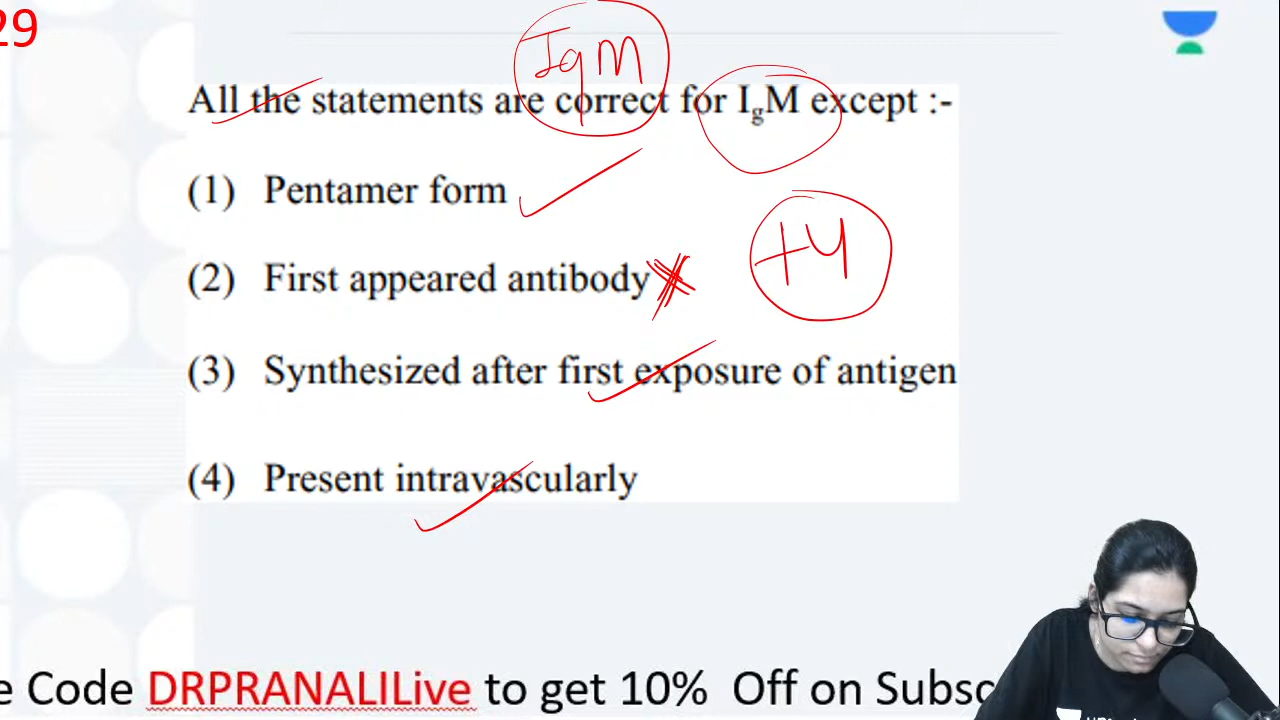 29
IgM
All the statements are correct for IgM except :-
(1) Pentamer form
+4
(2) First appeared antibody
(3) Synthesized after first exposure of antigen
(4) Present intravascularly
e Code DRPRANALILive to get 10% Off on Subsc